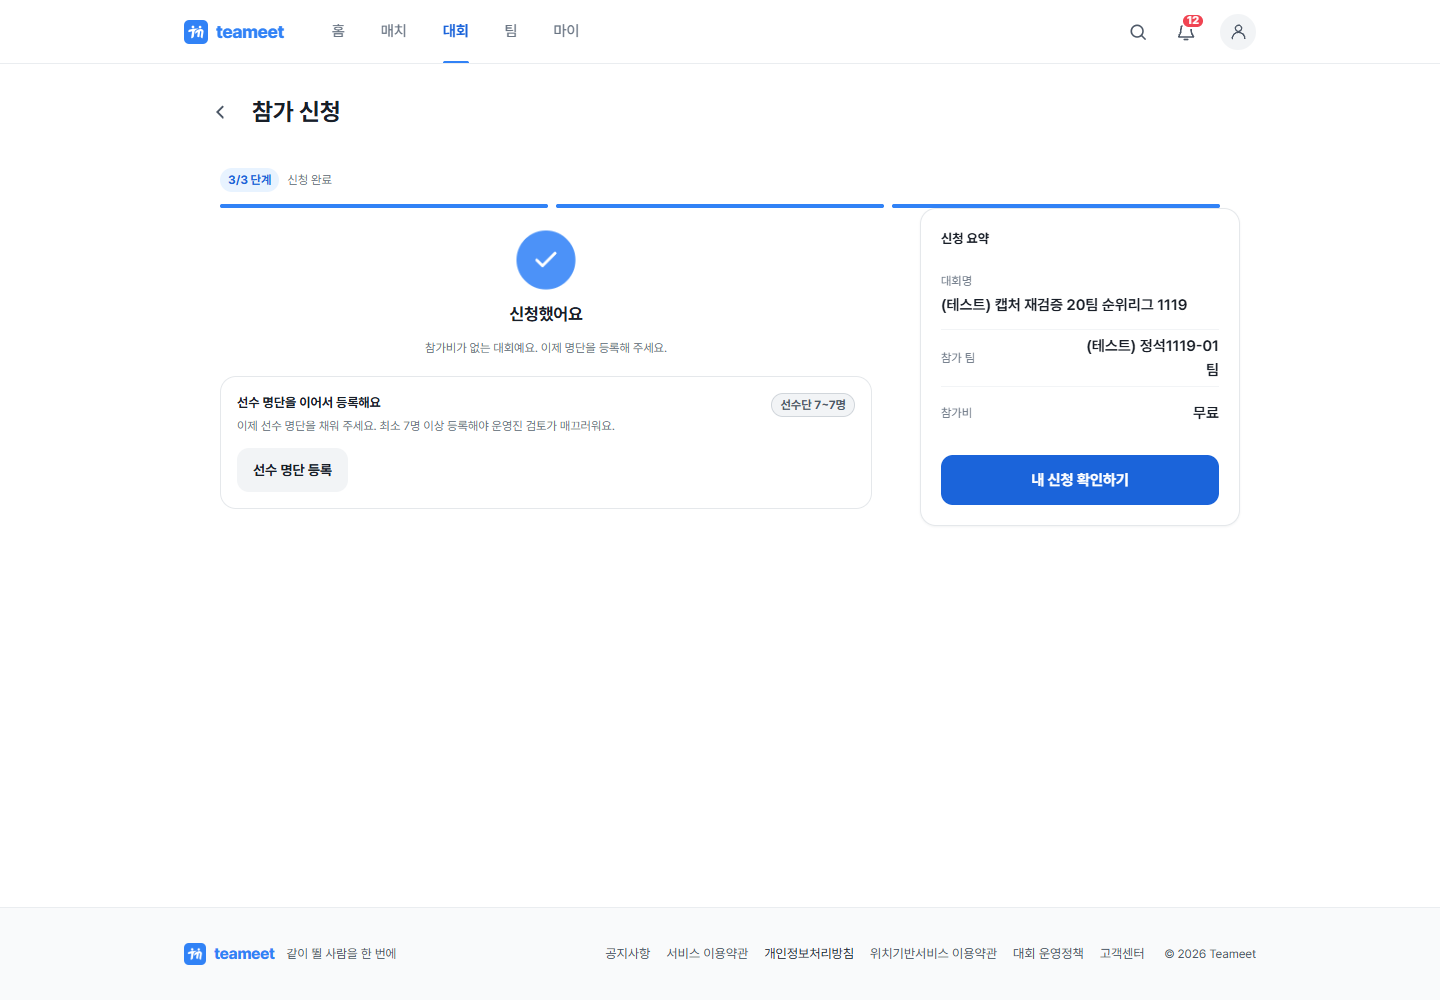 teameet
홈
매치
대회
팀
마이
12
참가 신청
3/3 단계
신청 완료
신청했어요
참가비가 없는 대회예요. 이제 명단을 등록해 주세요.
선수 명단을 이어서 등록해요
선수단 7~7명
이제 선수 명단을 채워 주세요. 최소 7명 이상 등록해야 운영진 검토가 매끄러워요.
선수 명단 등록
신청 요약
대회명
(테스트) 캡처 재검증 20팀 순위리그 1119
참가 팀
(테스트) 정석1119-01
팀
참가비
무료
내 신청 확인하기
teameet
같이 뛸 사람을 한 번에
공지사항
서비스 이용약관
개인정보처리방침
위치기반서비스 이용약관
대회 운영정책
고객센터
© 2026 Teameet